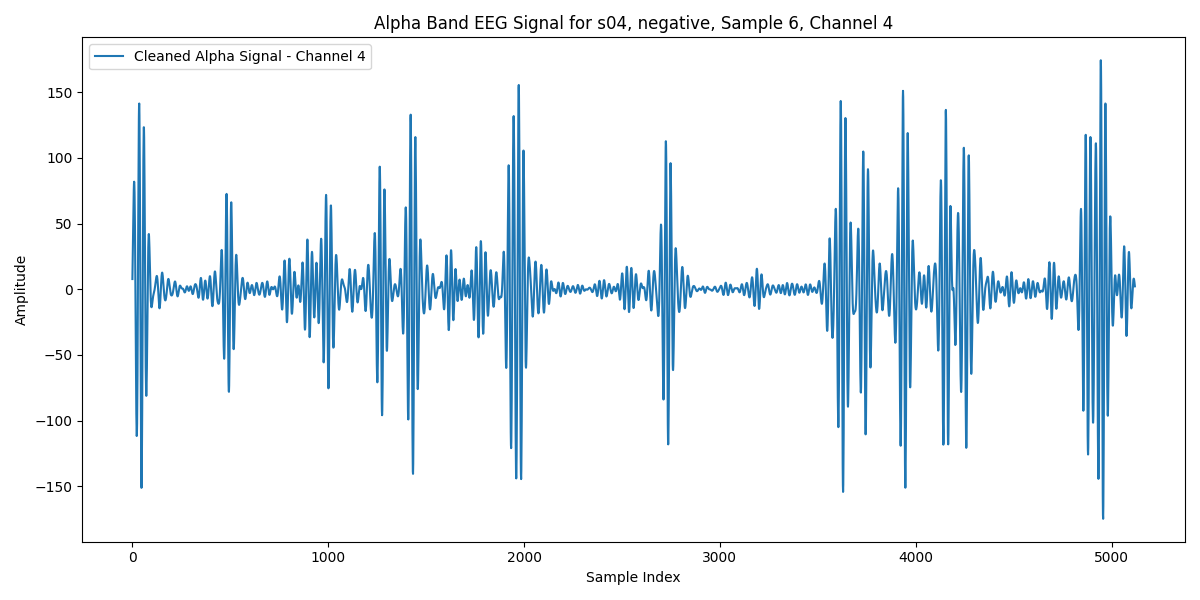 Alpha Band EEG Signal for s04, negative, Sample 6, Channel 4
Cleaned Alpha Signal - Channel 4
150
100
50
0
−50
−100
−150
Amplitude
0 1000 2000 3000 4000 5000
Sample Index